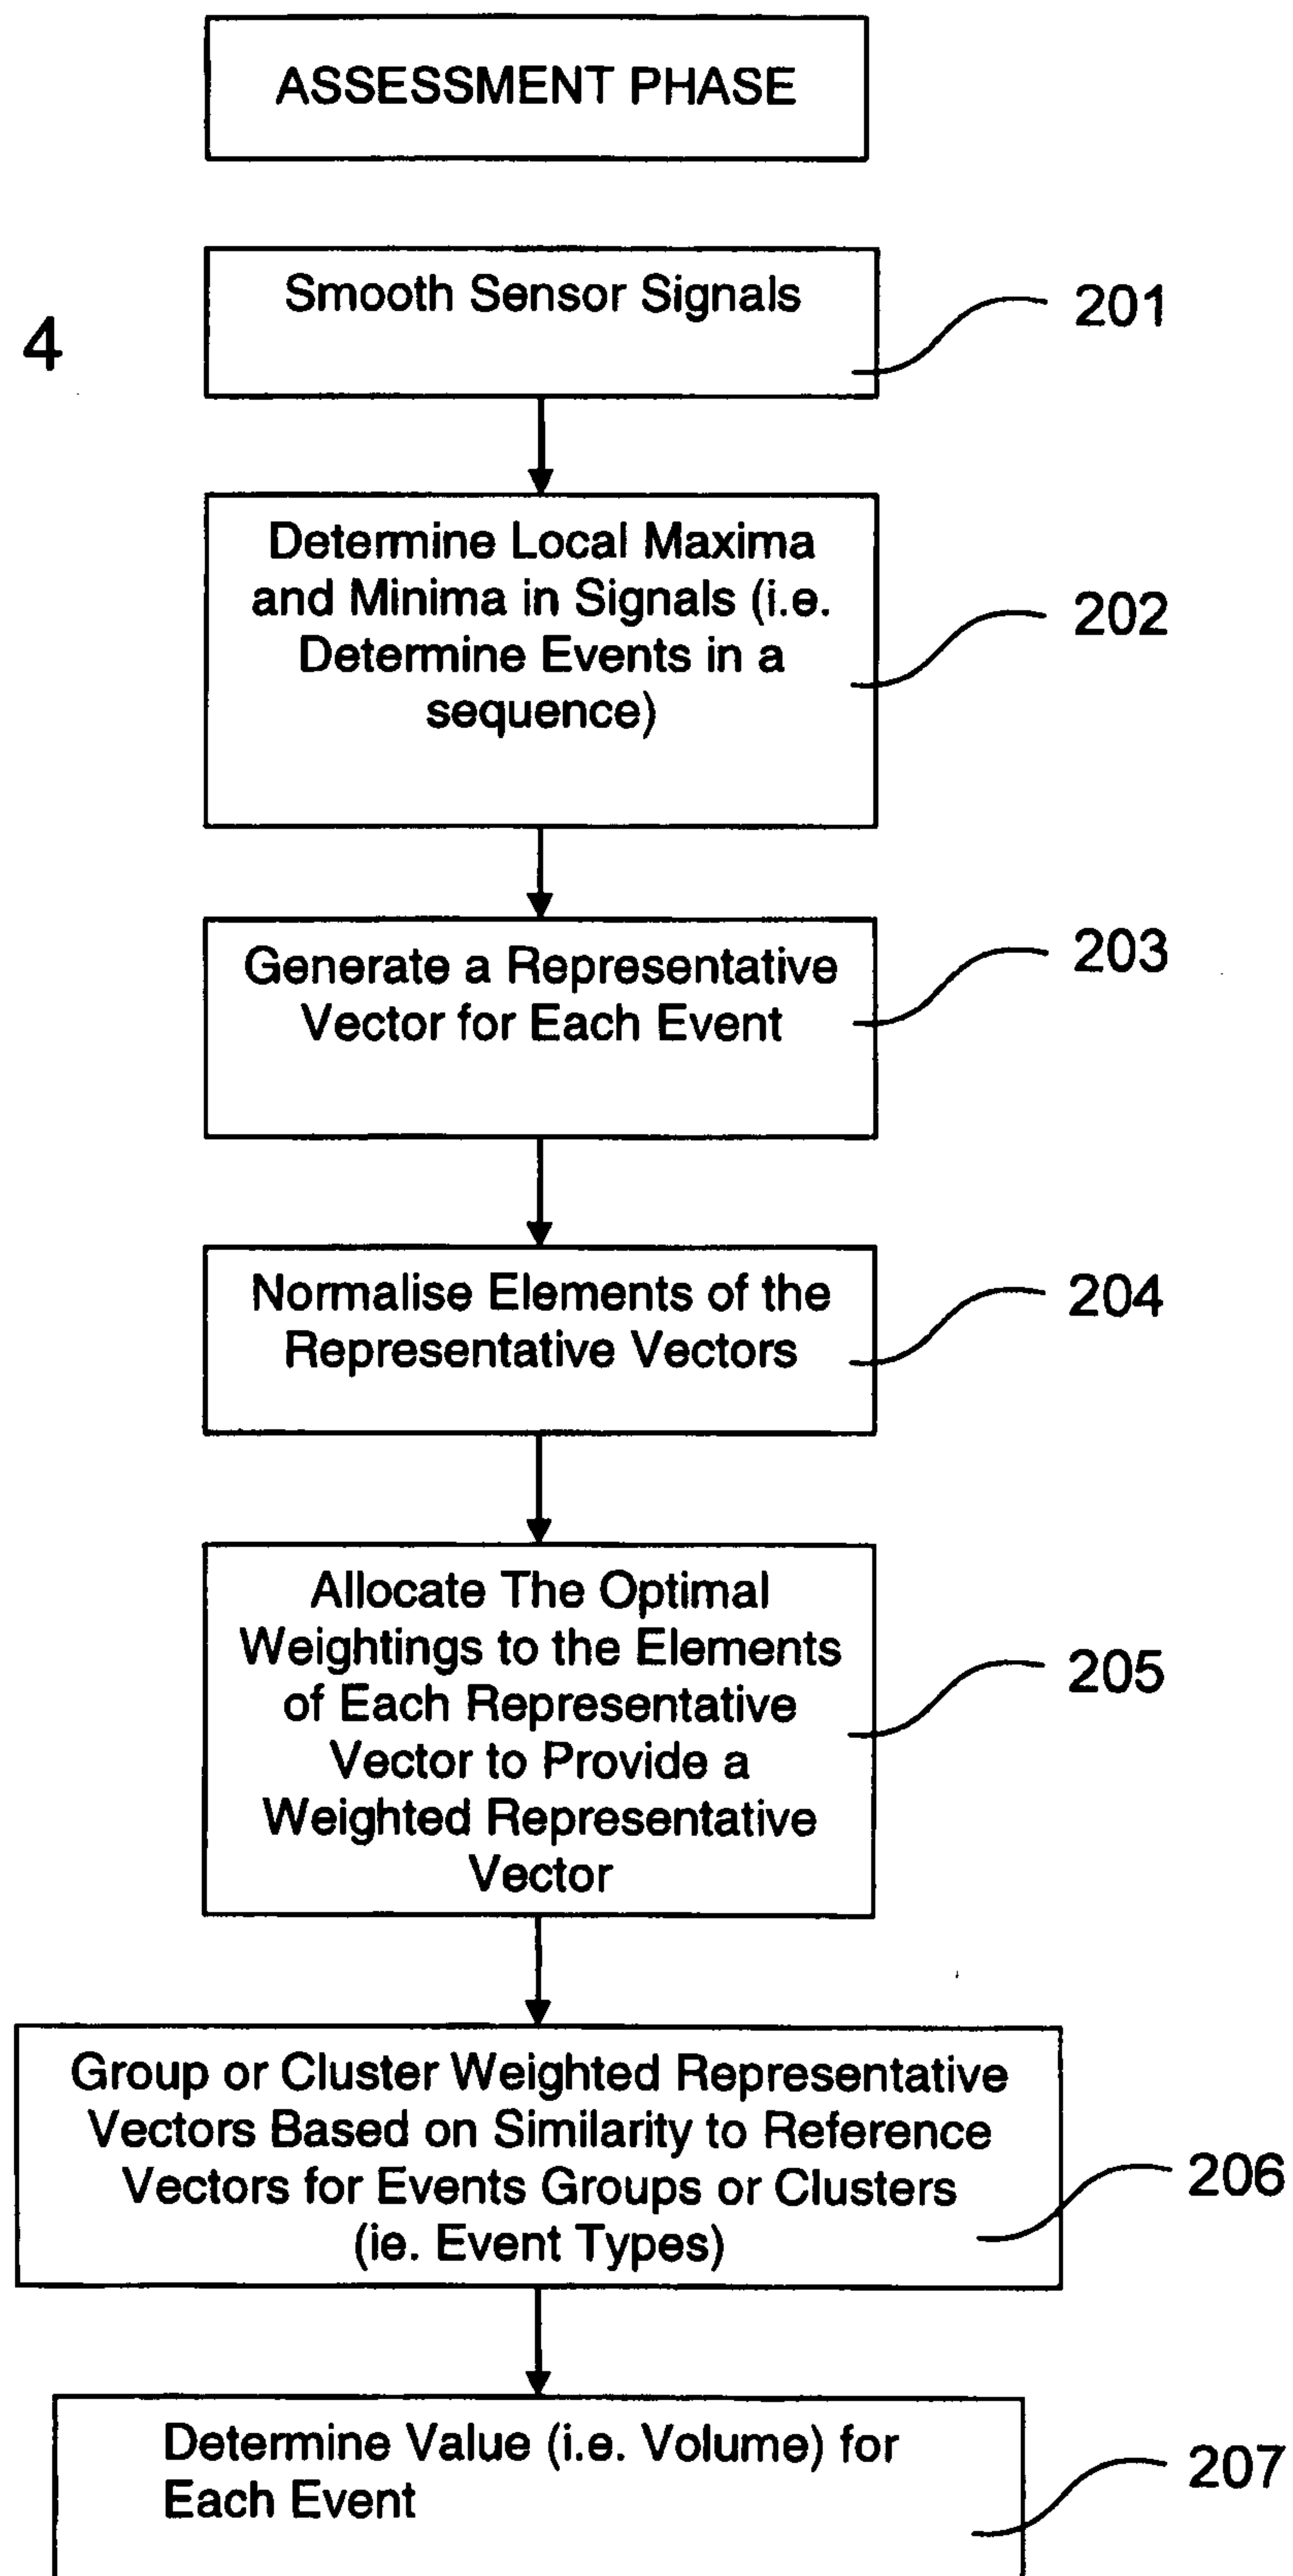 ASSESSMENT PHASE
Smooth Sensor Signals
201
4
Determine Local Maxima
and Minima in Signals (i.e.
Determine Events in a
sequence)
202
Generate a Representative
Vector for Each Event
203
Normalise Elements of the
Representative Vectors
204
Allocate The Optimal
Weightings to the Elements
of Each Representative
Vector to Provide a
Weighted Representative
Vector
205
Group or Cluster Weighted Representative
Vectors Based on Similarity to Reference
Vectors for Events Groups or Clusters
(ie. Event Types)
206
Determine Value (i.e. Volume) for
Each Event
207